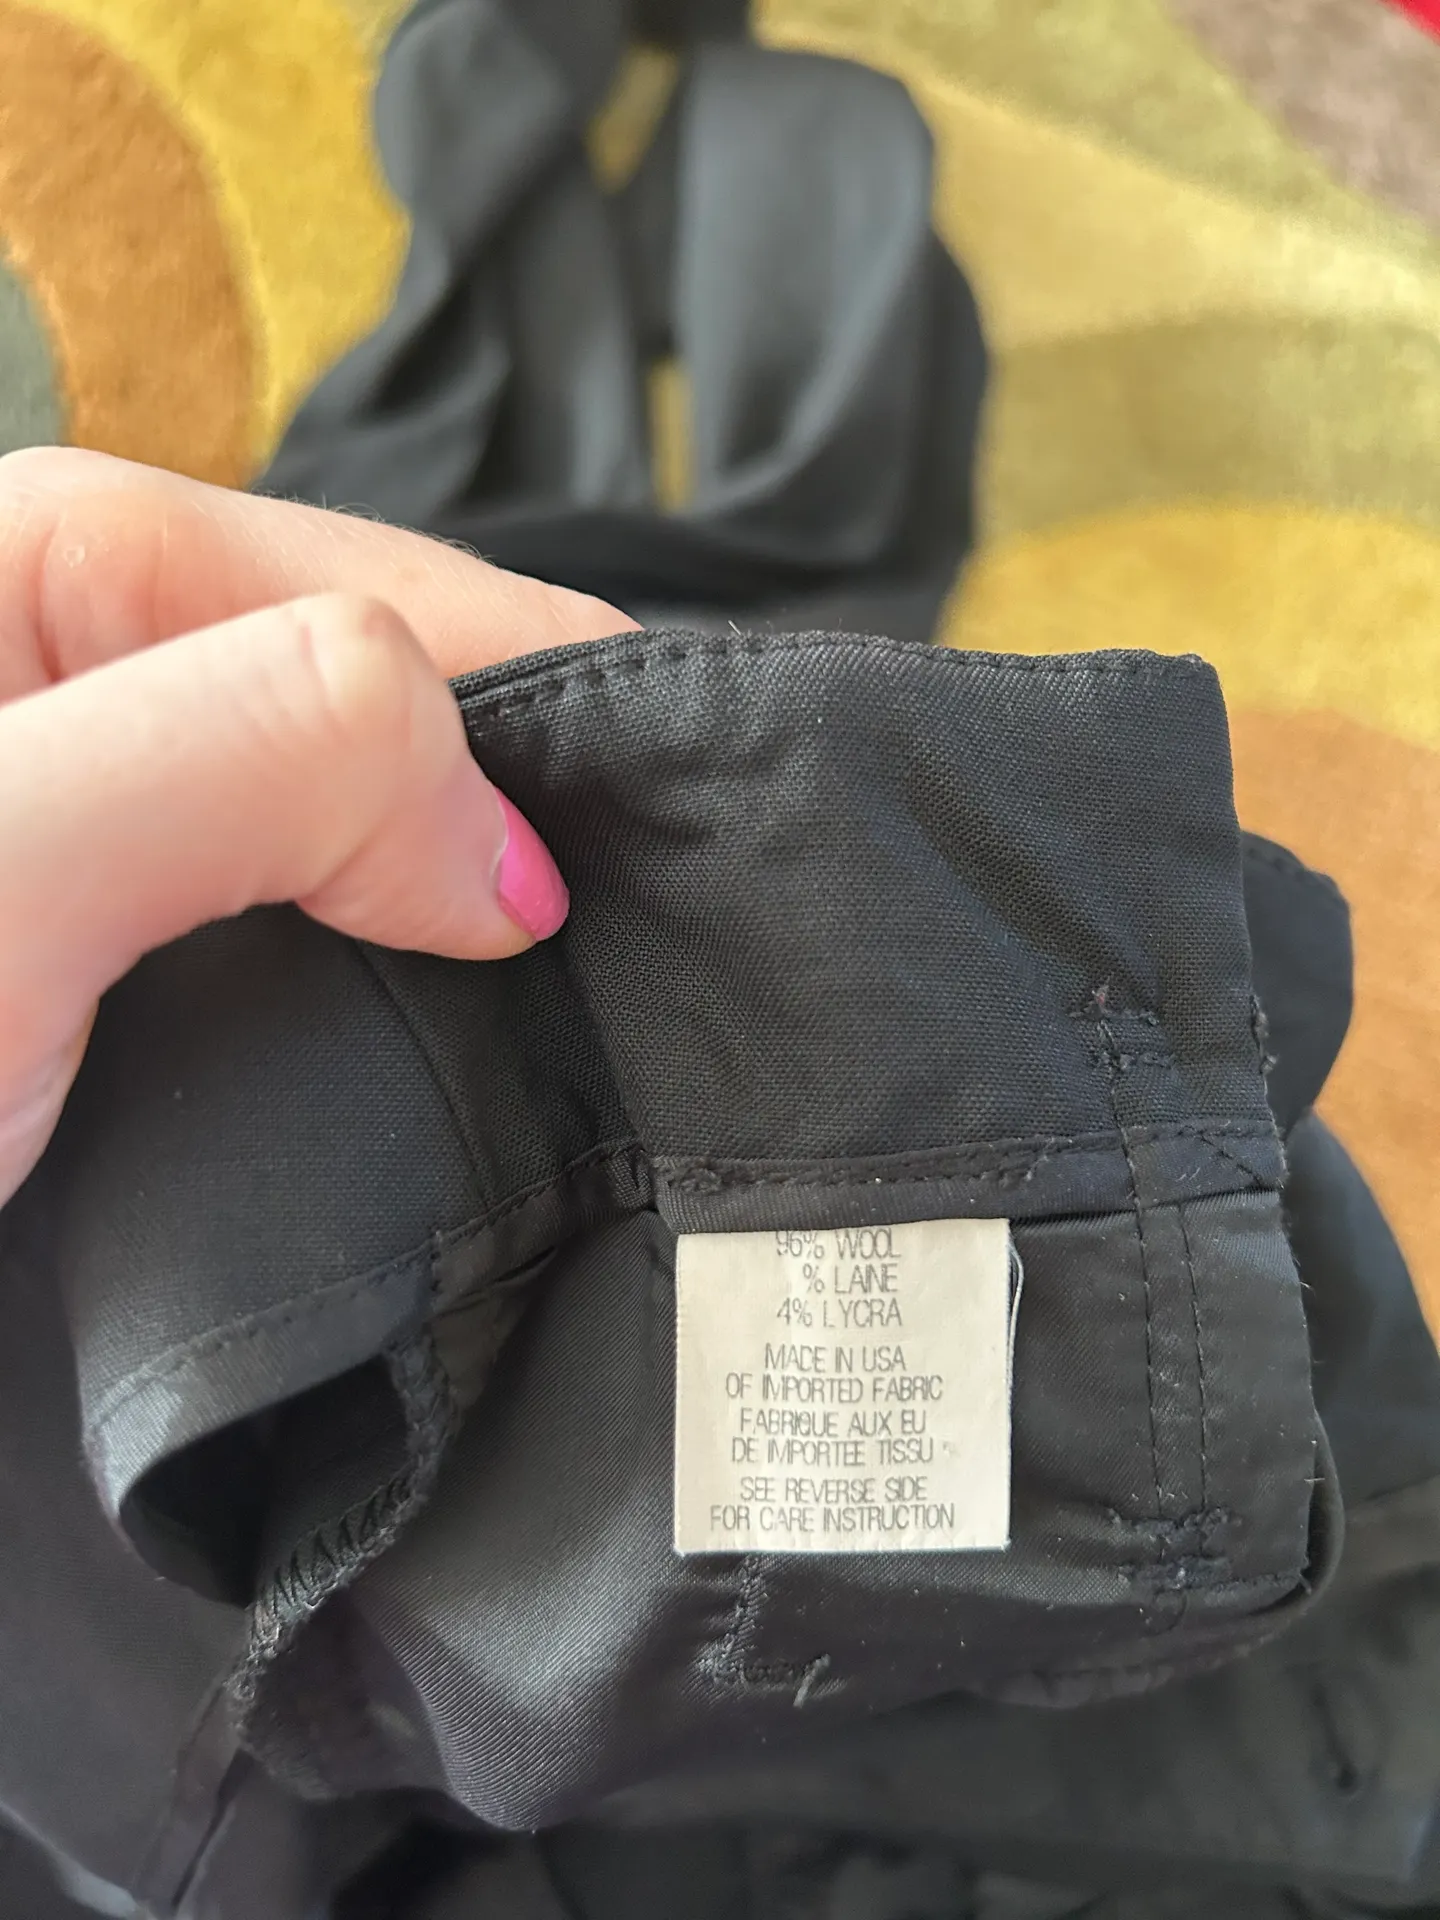 96% WOOL
% LAINE
4% LYCRA
MADE IN USA
OF IMPORTED FABRIC
FABRIQUE AUX EU
DE IMPORTEE TISSU
SEE REVERSE SIDE
FOR CARE INSTRUCTION